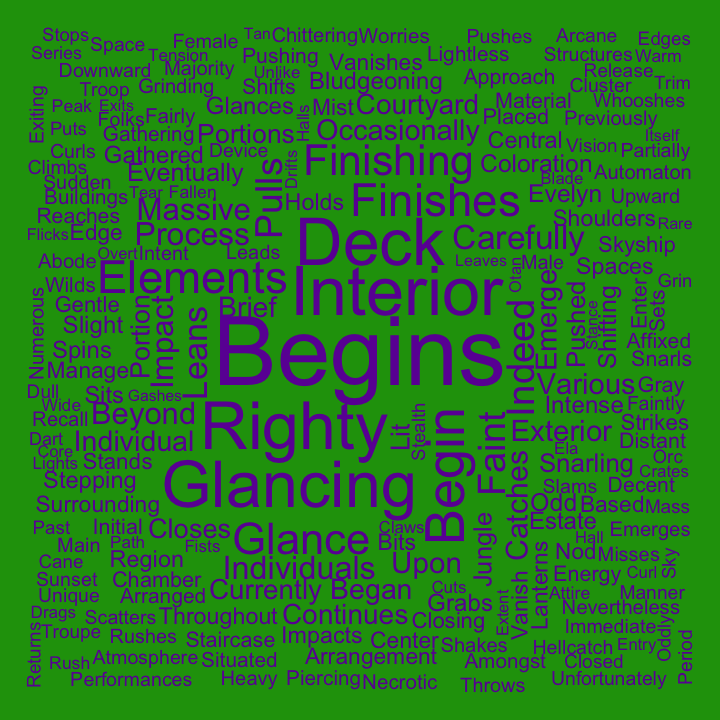 Stops
Space
Female
Tan
Chittering
Worries
Pushes
Arcane
Edges
Series
Tension
Pushing
Vanishes
Lightless
Structures
Warm
Downward
Majority
Unlike
Bludgeoning
Approach
Release
Troop
Grinding
Shifts
Cluster
Trim
Exiting
Peak
Exits
Folks
Fairly
Glances
Halls
Mist
Courtyard
Material
Whooshes
Puts
Gathering
Portions
Occasionally
Placed
Previously
Itself
Curls
Gathered
Device
Drifts
Finishing
Central
Vision
Partially
Climbs
Eventually
Coloration
Automaton
Sudden
Tear
Fallen
Pulls
Holds
Finishes
Blade
Evelyn
Upward
Buildings
Massive
Reaches
Shoulders
Rare
Flicks
Edge
Process
Deck
Carefully
Skyship
Overt
Intent
Leads
Leaves
Otan
Male
Spaces
Abode
Elements
Interior
Emerge
Grin
Wilds
Gentle
Portion
Impact
Brief
Indeed
Pushed
Stance
Shifting
Enter
Sets
Numerous
Slight
Leans
Begins
Affixed
Spins
Snarls
Manage
Various
Gray
Dull
Sits
Gashes
Wide
Beyond
Righty
Lit
Stealth
Begin
Faint
Intense
Faintly
Recall
Exterior
Strikes
Dart
Individual
Distant
Core
Ela
Orc
Lights
Stands
Glancing
Catches
Snarling
Crates
Stepping
Slams
Decent
Surrounding
Odd
Based
Mass
Past
Initial
Closes
Glance
Claws
Bits
Jungle
Estate
Emerges
Main
Path
Fists
Hall
Cane
Region
Individuals
Upon
Nod
Misses
Sky
Sunset
Chamber
Energy
Curl
Unique
Arranged
Currently
Began
Cuts
Grabs
Extent
Vanish
Lanterns
Attire
Manner
Drags
Scatters
Throughout
Continues
Closing
Nevertheless
Troupe
Rushes
Staircase
Impacts
Center
Shakes
Immediate
Oddly
Period
Returns
Rush
Atmosphere
Situated
Arrangement
Amongst
Hellcatch
Entry
Closed
Performances
Heavy
Piercing
Necrotic
Throws
Unfortunately